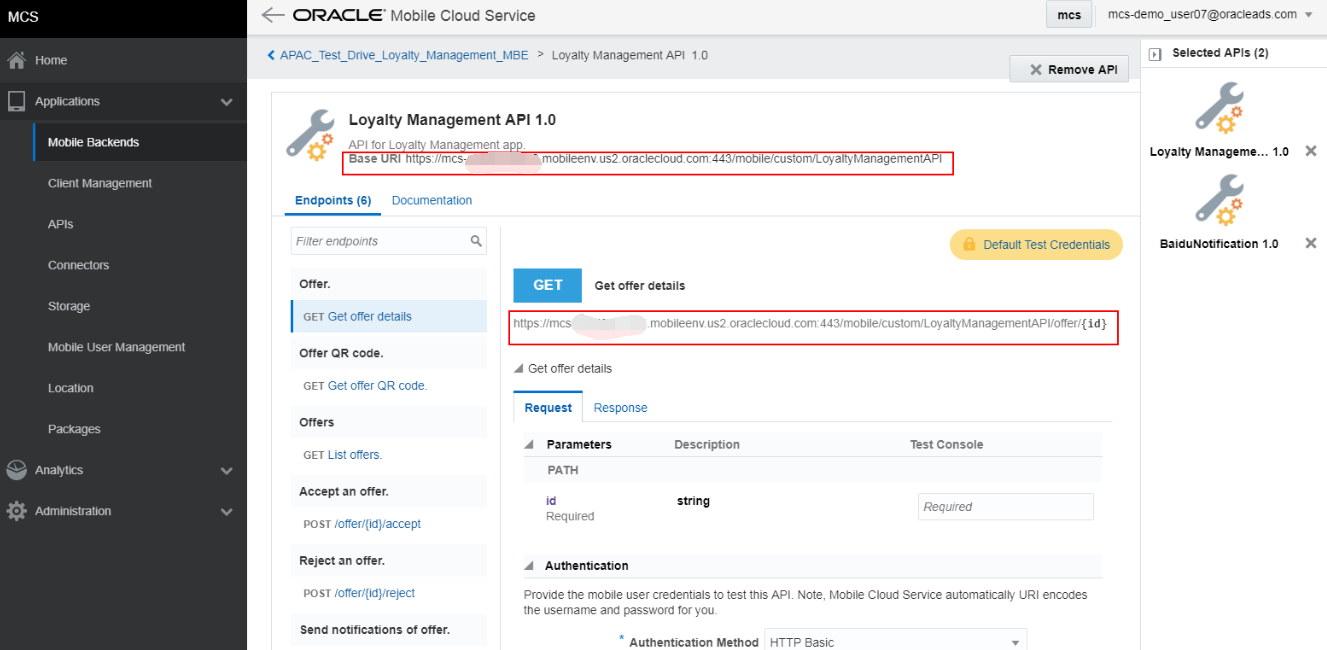 MCS
ORACLE® Mobile Cloud Service
mcs
mcs-demo_user07@oracleads.com
Home
Applications
Mobile Backends
Client Management
APIs
Connectors
Storage
Mobile User Management
Location
Packages
Analytics
Administration
APAC_Test_Drive_Loyalty_Management_MBE > Loyalty Management API 1.0
Remove API
Loyalty Management API 1.0
API for Loyalty Management app.
Base URI https://mcs- .mobileenv.us2.oraclecloud.com:443/mobile/custom/LoyaltyManagementAPI
Endpoints (6)
Documentation
Filter endpoints
Offer.
GET Get offer details
Offer QR code.
GET Get offer QR code.
Offers
GET List offers.
Accept an offer.
POST /offer/{id}/accept
Reject an offer.
POST /offer/{id}/reject
Send notifications of offer.
Default Test Credentials
GET Get offer details
https://mcs .mobileenv.us2.oraclecloud.com:443/mobile/custom/LoyaltyManagementAPI/offer/{id}
Get offer details
Request
Response
Parameters Description Test Console
PATH
id string Required
Required
Authentication
Provide the mobile user credentials to test this API. Note, Mobile Cloud Service automatically URI encodes
the username and password for you.
* Authentication Method HTTP Basic
Selected APIs (2)
Loyalty Manageme... 1.0
BaiduNotification 1.0